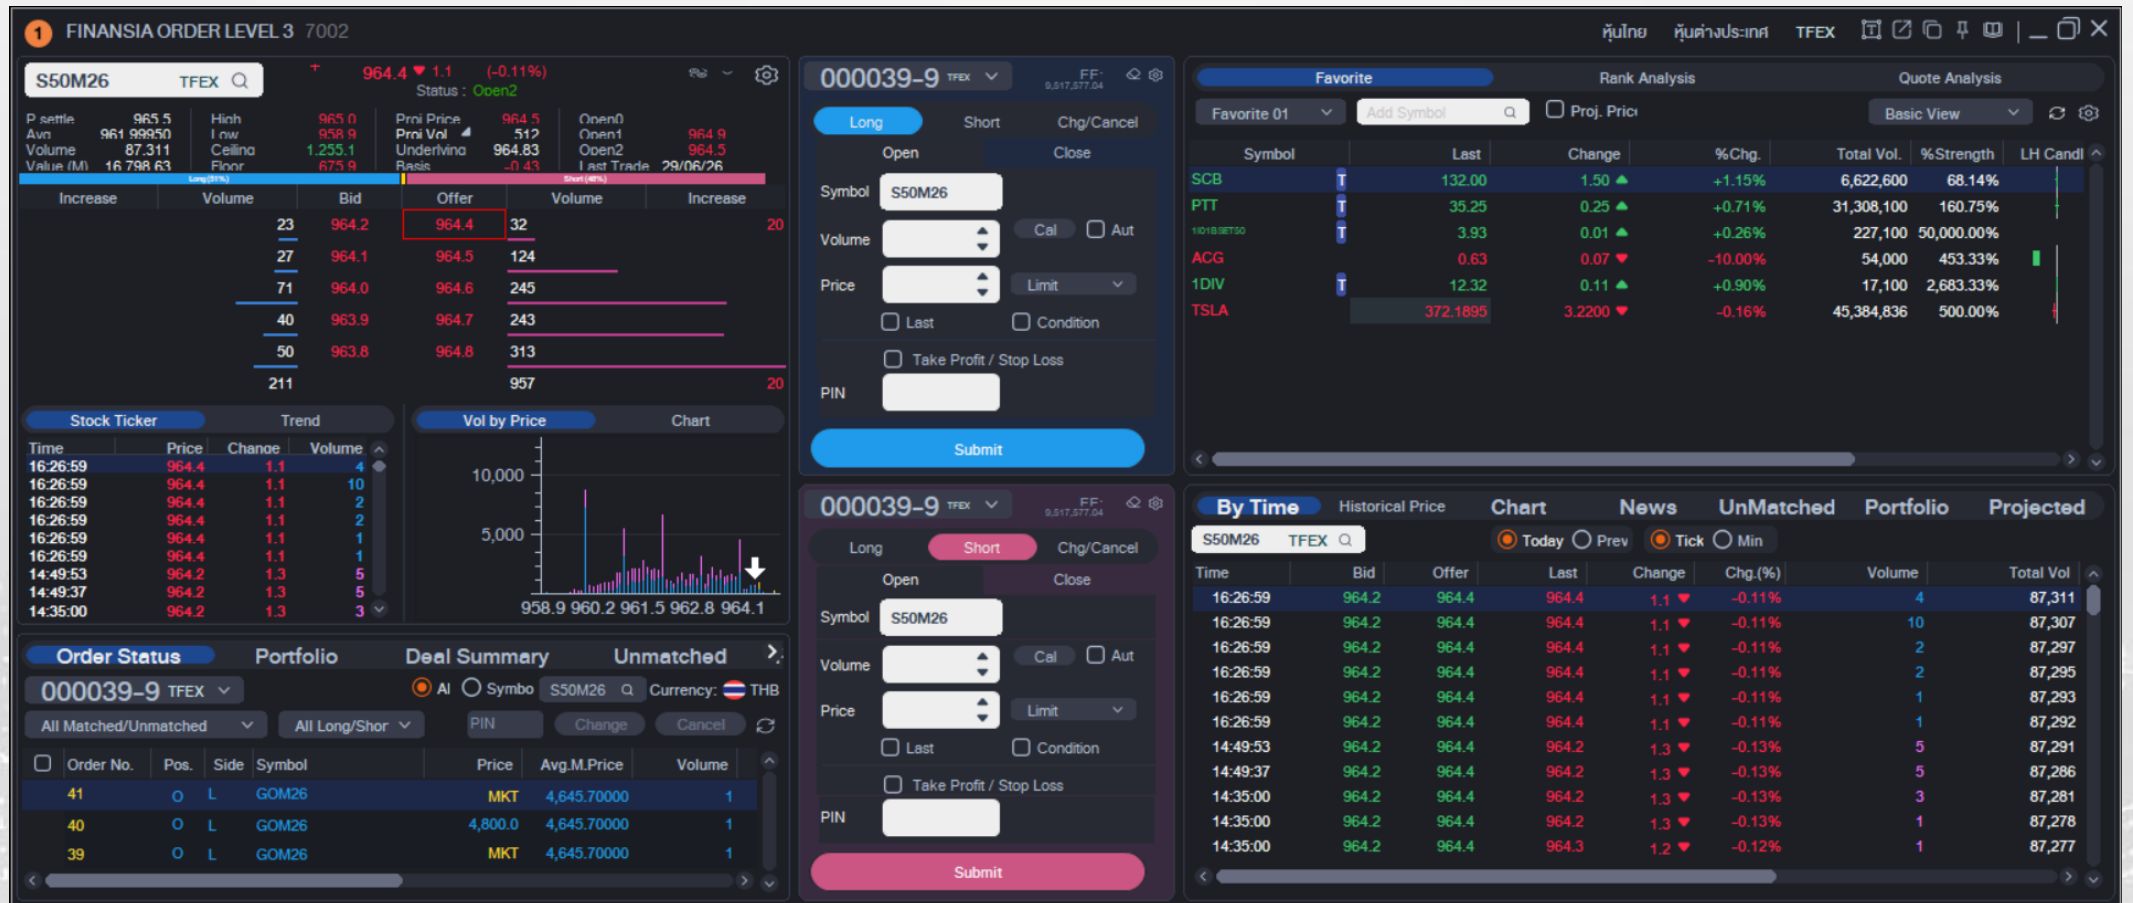 1 FINANSIA ORDER LEVEL 3 7002
หุ้นไทย หุ้นต่างประเทศ TFEX
S50M26 TFEX
964.4 ▼ 1.1 (-0.11%)
Status : Open2
P settle 965.5 High 965.0 Proj Price 964.5 Open0
Avg 961.99950 Low 958.9 Proj Vol 512 Open1 964.9
Volume 87,311 Ceiling 1,255.1 Underlying 964.83 Open2 964.5
Value (M) 16,798.63 Floor 675.9 Basis -0.43 Last Trade 29/06/26
Long (51%) Short (48%)
Increase Volume Bid Offer Volume Increase
23 964.2 964.4 32 20
27 964.1 964.5 124
71 964.0 964.6 245
40 963.9 964.7 243
50 963.8 964.8 313
211 957 20
Stock Ticker Trend
Time Price Change Volume
16:26:59 964.4 1.1 4
16:26:59 964.4 1.1 10
16:26:59 964.4 1.1 2
16:26:59 964.4 1.1 2
16:26:59 964.4 1.1 1
16:26:59 964.4 1.1 1
14:49:53 964.2 1.3 5
14:49:37 964.2 1.3 5
14:35:00 964.2 1.3 3
Vol by Price Chart
10,000
5,000
958.9 960.2 961.5 962.8 964.1
Order Status Portfolio Deal Summary Unmatched
000039-9 TFEX Al Symbo S50M26 Currency: THB
All Matched/Unmatched All Long/Shor PIN Change Cancel
Order No. Pos. Side Symbol Price Avg.M.Price Volume
41 O L GOM26 MKT 4,645.70000 1
40 O L GOM26 4,800.0 4,645.70000 1
39 O L GOM26 MKT 4,645.70000 1
000039-9 TFEX FF:
9,517,577.04
Long Short Chg/Cancel
Open Close
Symbol S50M26
Volume Cal Aut
Price Limit
Last Condition
Take Profit / Stop Loss
PIN
Submit
000039-9 TFEX FF:
9,517,577.04
Long Short Chg/Cancel
Open Close
Symbol S50M26
Volume Cal Aut
Price Limit
Last Condition
Take Profit / Stop Loss
PIN
Submit
Favorite Rank Analysis Quote Analysis
Favorite 01 Add Symbol Proj. Price Basic View
Symbol Last Change %Chg. Total Vol. %Strength LH Candl
SCB T 132.00 1.50 ▲ +1.15% 6,622,600 68.14%
PTT T 35.25 0.25 ▲ +0.71% 31,308,100 160.75%
T 3.93 0.01 ▲ +0.26% 227,100 50,000.00%
ACG 0.63 0.07 ▼ -10.00% 54,000 453.33%
1DIV T 12.32 0.11 ▲ +0.90% 17,100 2,683.33%
TSLA 372.1895 3.2200 ▼ -0.16% 45,384,836 500.00%
By Time Historical Price Chart News UnMatched Portfolio Projected
S50M26 TFEX Today Prev Tick Min
Time Bid Offer Last Change Chg.(%) Volume Total Vol
16:26:59 964.2 964.4 964.4 1.1 ▼ -0.11% 4 87,311
16:26:59 964.2 964.4 964.4 1.1 ▼ -0.11% 10 87,307
16:26:59 964.2 964.4 964.4 1.1 ▼ -0.11% 2 87,297
16:26:59 964.2 964.4 964.4 1.1 ▼ -0.11% 2 87,295
16:26:59 964.2 964.4 964.4 1.1 ▼ -0.11% 1 87,293
16:26:59 964.2 964.4 964.4 1.1 ▼ -0.11% 1 87,292
14:49:53 964.2 964.4 964.2 1.3 ▼ -0.13% 5 87,291
14:49:37 964.2 964.4 964.2 1.3 ▼ -0.13% 5 87,286
14:35:00 964.2 964.4 964.2 1.3 ▼ -0.13% 3 87,281
14:35:00 964.2 964.4 964.2 1.3 ▼ -0.13% 1 87,278
14:35:00 964.2 964.4 964.3 1.2 ▼ -0.12% 1 87,277